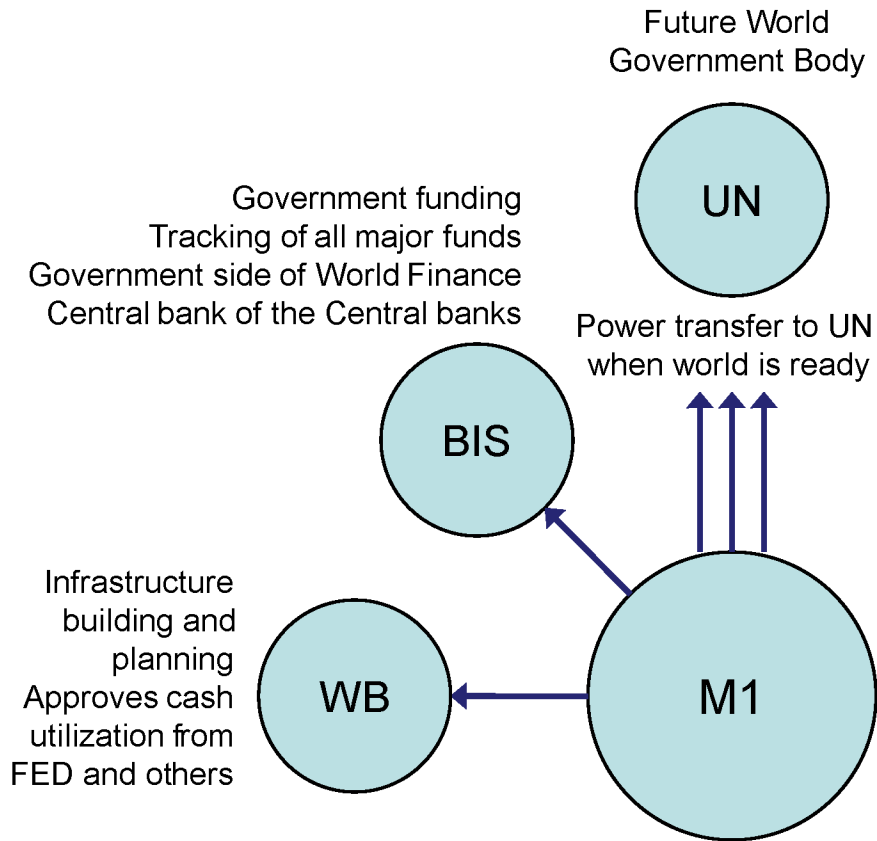 Future World
Government Body
UN
Government funding
Tracking of all major funds
Government side of World Finance
Central bank of the Central banks
Power transfer to UN
when world is ready
BIS
Infrastructure
building and
planning
Approves cash
utilization from
FED and others
WB
M1